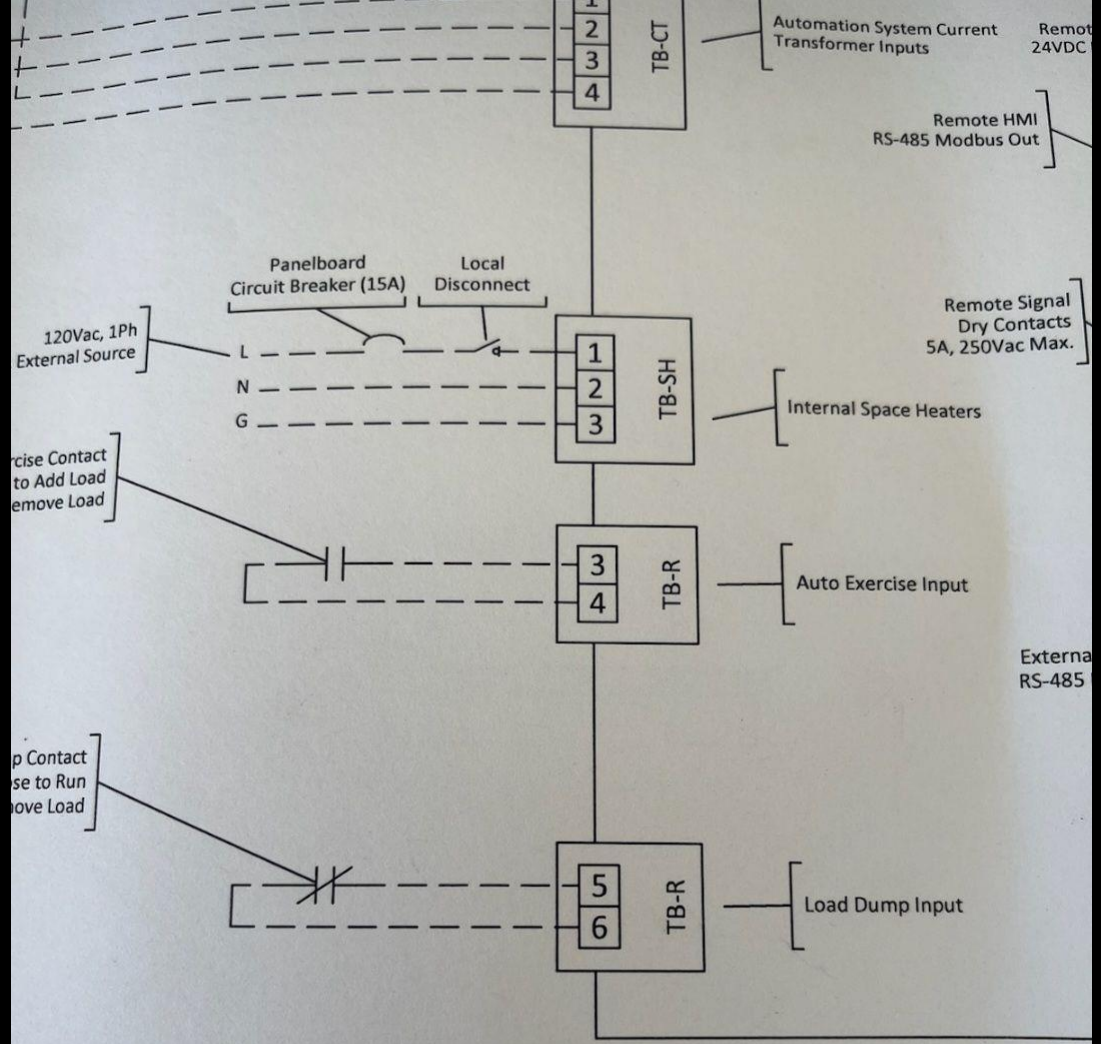 1
2
3
4
TB-CT
Automation System Current
Transformer Inputs
24VDC
Remote HMI
RS-485 Modbus Out
Panelboard
Circuit Breaker (15A)
Local
Disconnect
120Vac, 1Ph
External Source
L
N
G
1
2
3
TB-SH
Internal Space Heaters
Remote Signal
Dry Contacts
5A, 250Vac Max.
Contact
to Add Load
Load
3
4
TB-R
Auto Exercise Input
RS-485
Contact
to Run
Load
5
6
TB-R
Load Dump Input